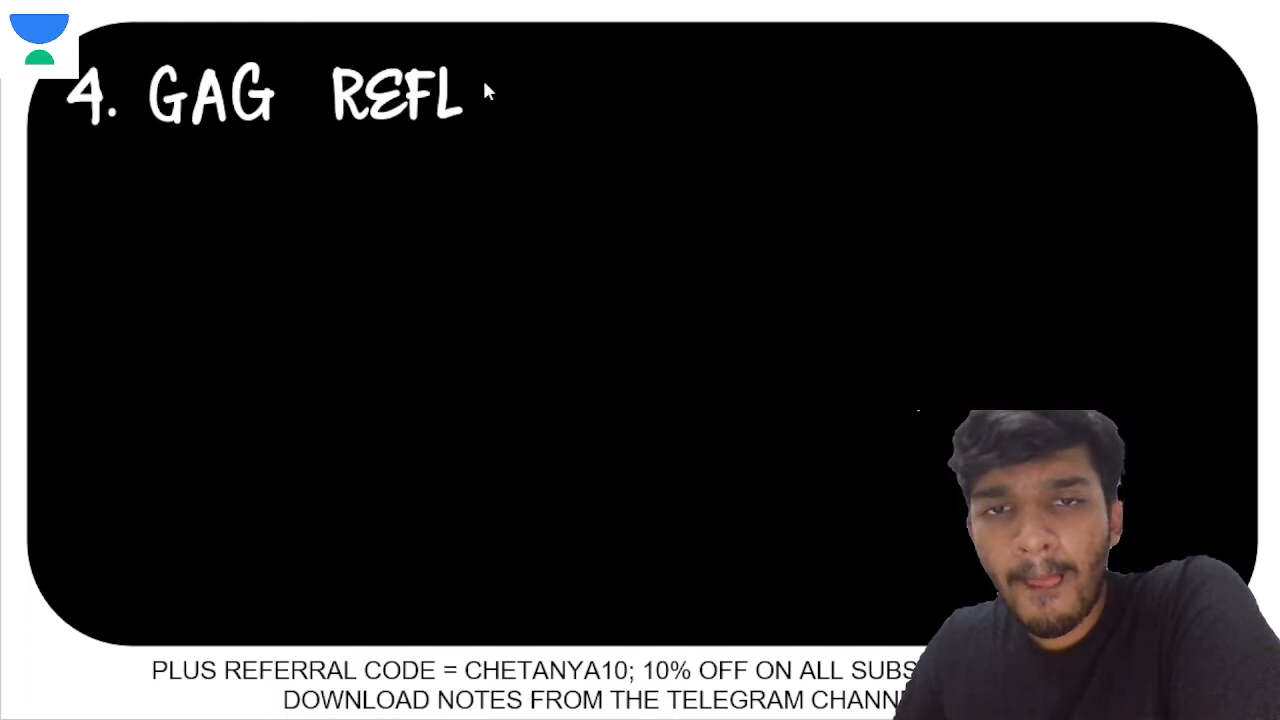 4. GAG REFL
PLUS REFERRAL CODE = CHETANYA10; 10% OFF ON ALL SUBS
DOWNLOAD NOTES FROM THE TELEGRAM CHANN